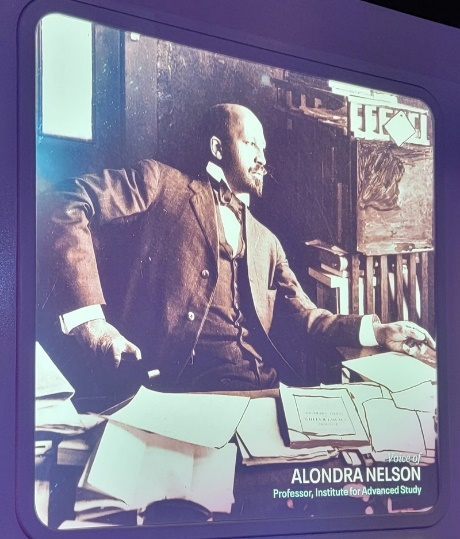 Voice of
ALONDRA NELSON
Professor, Institute for Advanced Study